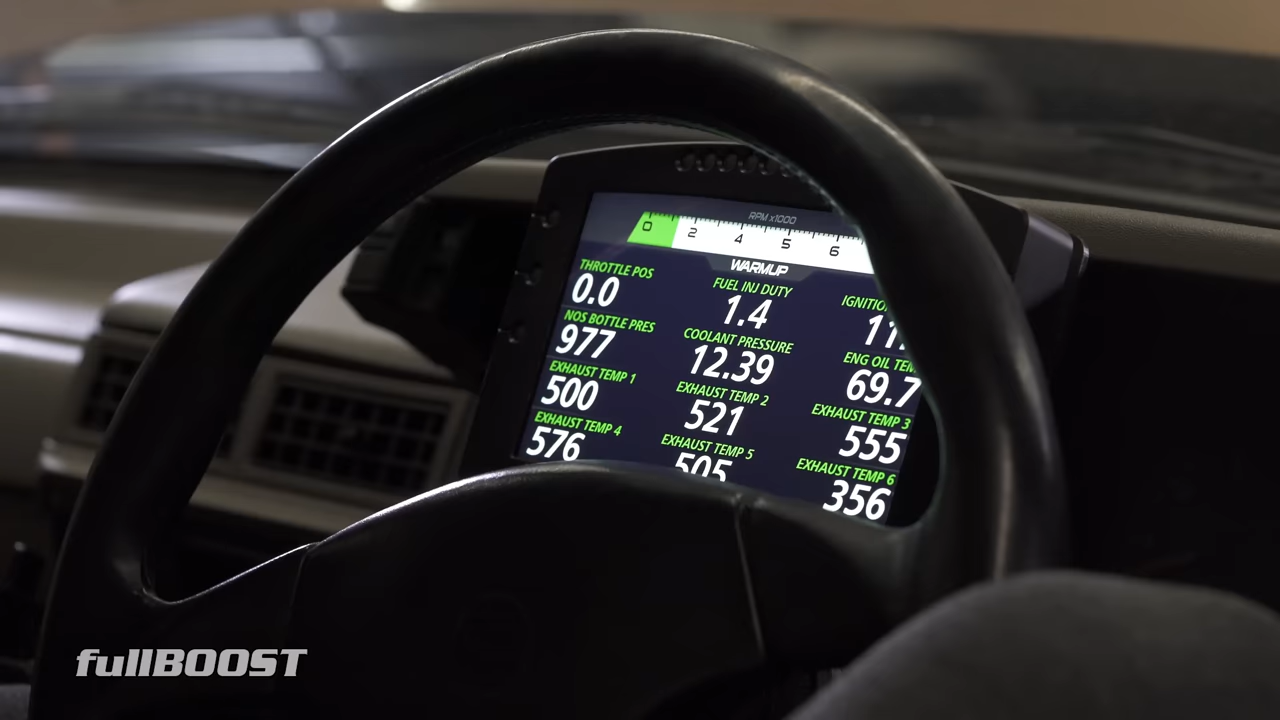 RPM x1000
0 2 4 5 6
WARMUP
THROTTLE POS FUEL INJ DUTY
0.0 1.4
NOS BOTTLE PRES COOLANT PRESSURE ENG OIL
977 12.39 69.7
EXHAUST TEMP 1 EXHAUST TEMP 2 EXHAUST TEMP 3
500 521 555
EXHAUST TEMP 4 EXHAUST TEMP 5 EXHAUST TEMP 6
576 505 356
fullBOOST